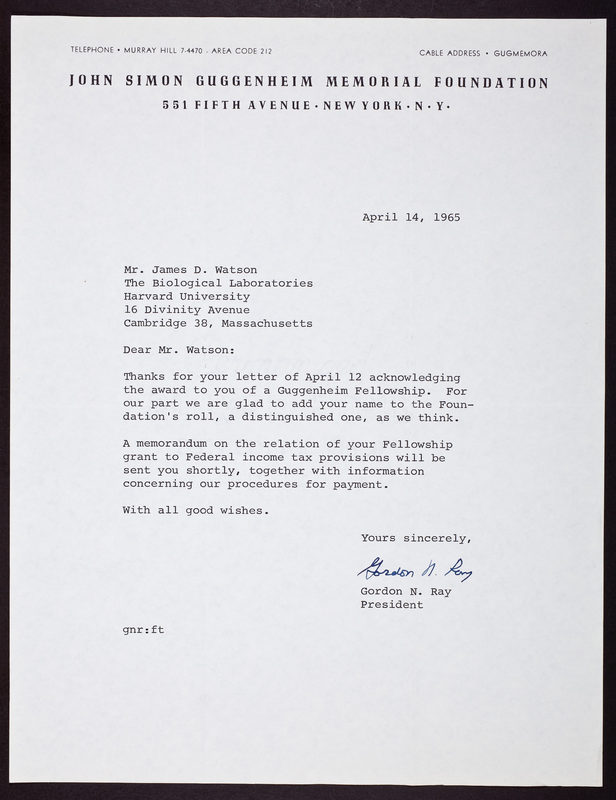 TELEPHONE • MURRAY HILL 7-4470 . AREA CODE 212
CABLE ADDRESS • GUGMEMORA
JOHN SIMON GUGGENHEIM MEMORIAL FOUNDATION
551 FIFTH AVENUE · NEW YORK · N · Y ·
April 14, 1965
Mr. James D. Watson
The Biological Laboratories
Harvard University
16 Divinity Avenue
Cambridge 38, Massachusetts
Dear Mr. Watson:
Thanks for your letter of April 12 acknowledging
the award to you of a Guggenheim Fellowship. For
our part we are glad to add your name to the Foun-
dation's roll, a distinguished one, as we think.
A memorandum on the relation of your Fellowship
grant to Federal income tax provisions will be
sent you shortly, together with information
concerning our procedures for payment.
With all good wishes.
Yours sincerely,
Gordon N. Ray
Gordon N. Ray
President
gnr:ft